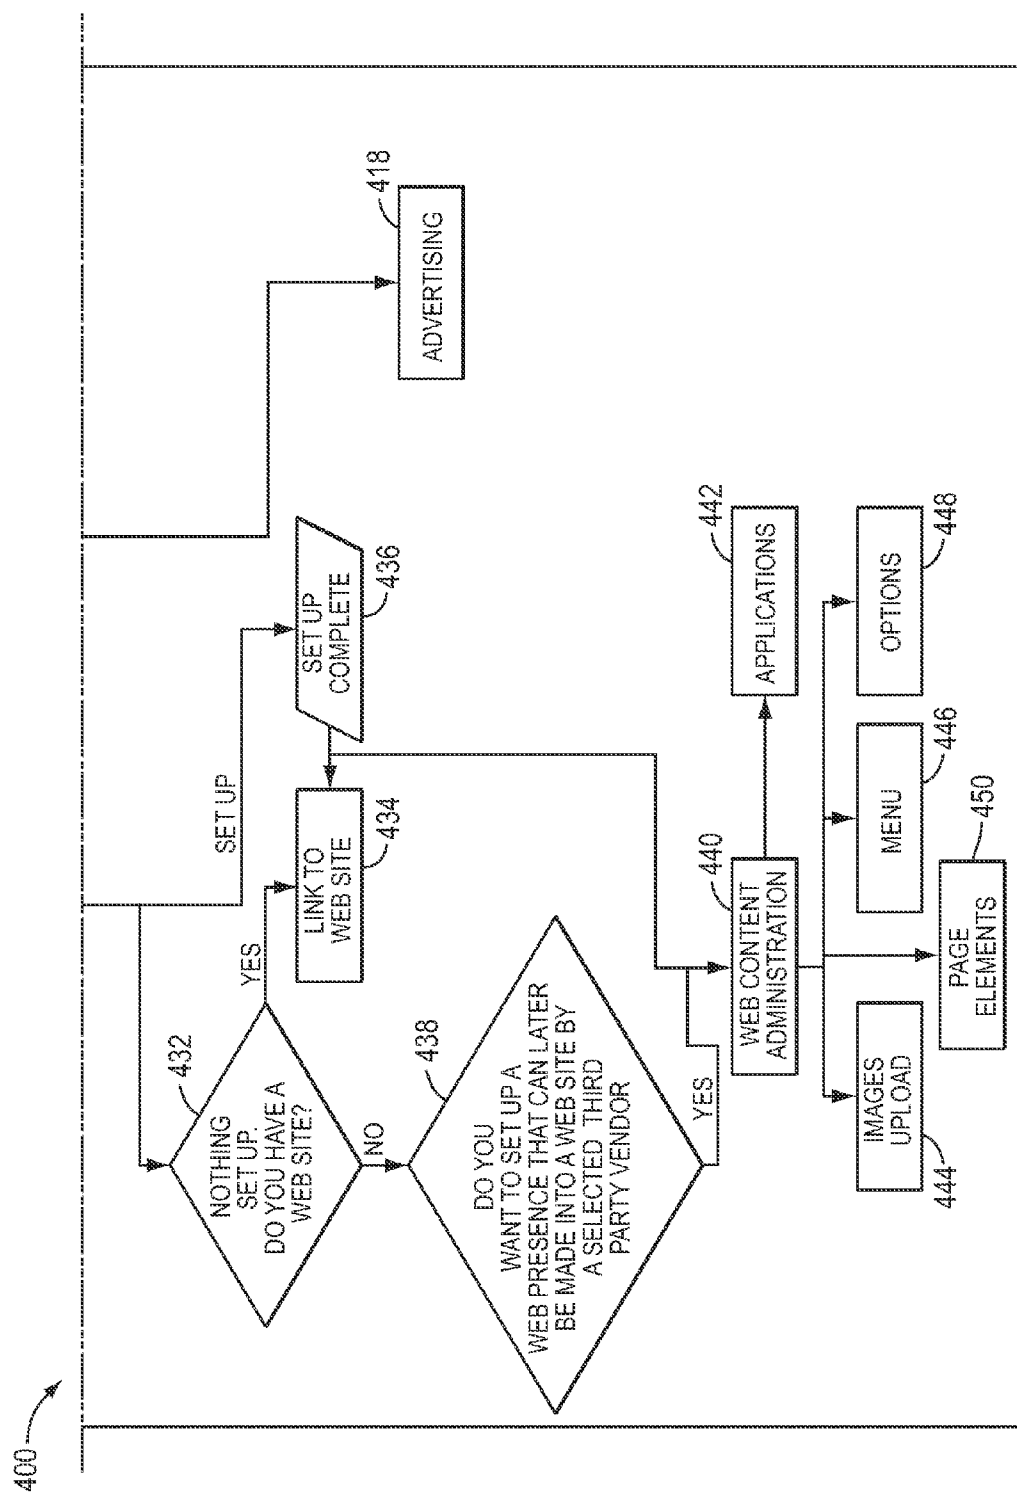 400
SET UP
432
NOTHING
SET UP.
DO YOU HAVE A
WEB SITE?
YES
NO
LINK TO
WEB SITE
434
SET UP
COMPLETE
436
418
ADVERTISING
438
DO YOU
WANT TO SET UP A
WEB PRESENCE THAT CAN LATER
BE MADE INTO A WEB SITE BY
A SELECTED THIRD
PARTY VENDOR
YES
440
WEB CONTENT
ADMINISTRATION
442
APPLICATIONS
IMAGES
UPLOAD
444
MENU
446
OPTIONS
448
PAGE
ELEMENTS
450